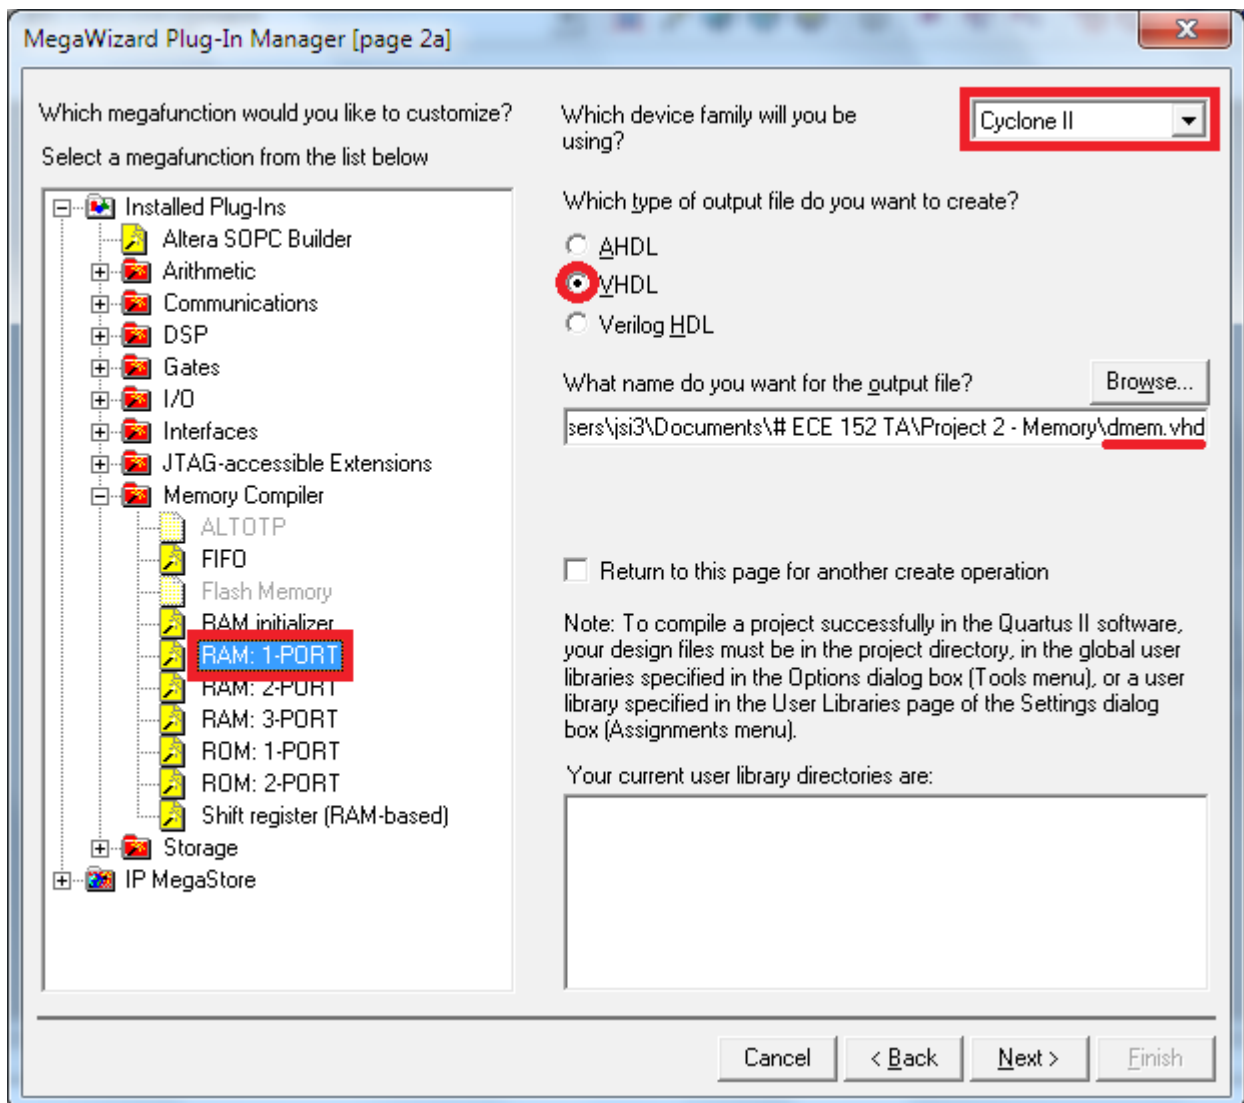 MegaWizard Plug-In Manager [page 2a]
Which megafunction would you like to customize?
Select a megafunction from the list below
Installed Plug-Ins
Altera SOPC Builder
Arithmetic
Communications
DSP
Gates
I/O
Interfaces
JTAG-accessible Extensions
Memory Compiler
ALTOTP
FIFO
Flash Memory
RAM initializer
RAM: 1-PORT
RAM: 2-PORT
RAM: 3-PORT
ROM: 1-PORT
ROM: 2-PORT
Shift register (RAM-based)
Storage
IP MegaStore
Which device family will you be
using?
Cyclone II
Which type of output file do you want to create?
AHDL
VHDL
Verilog HDL
What name do you want for the output file?
Browse...
sers\jsi3\Documents\# ECE 152 TA\Project 2 - Memory\dmem.vhd
Return to this page for another create operation
Note: To compile a project successfully in the Quartus II software,
your design files must be in the project directory, in the global user
libraries specified in the Options dialog box (Tools menu), or a user
library specified in the User Libraries page of the Settings dialog
box (Assignments menu).
Your current user library directories are:
Cancel
< Back
Next >
Finish